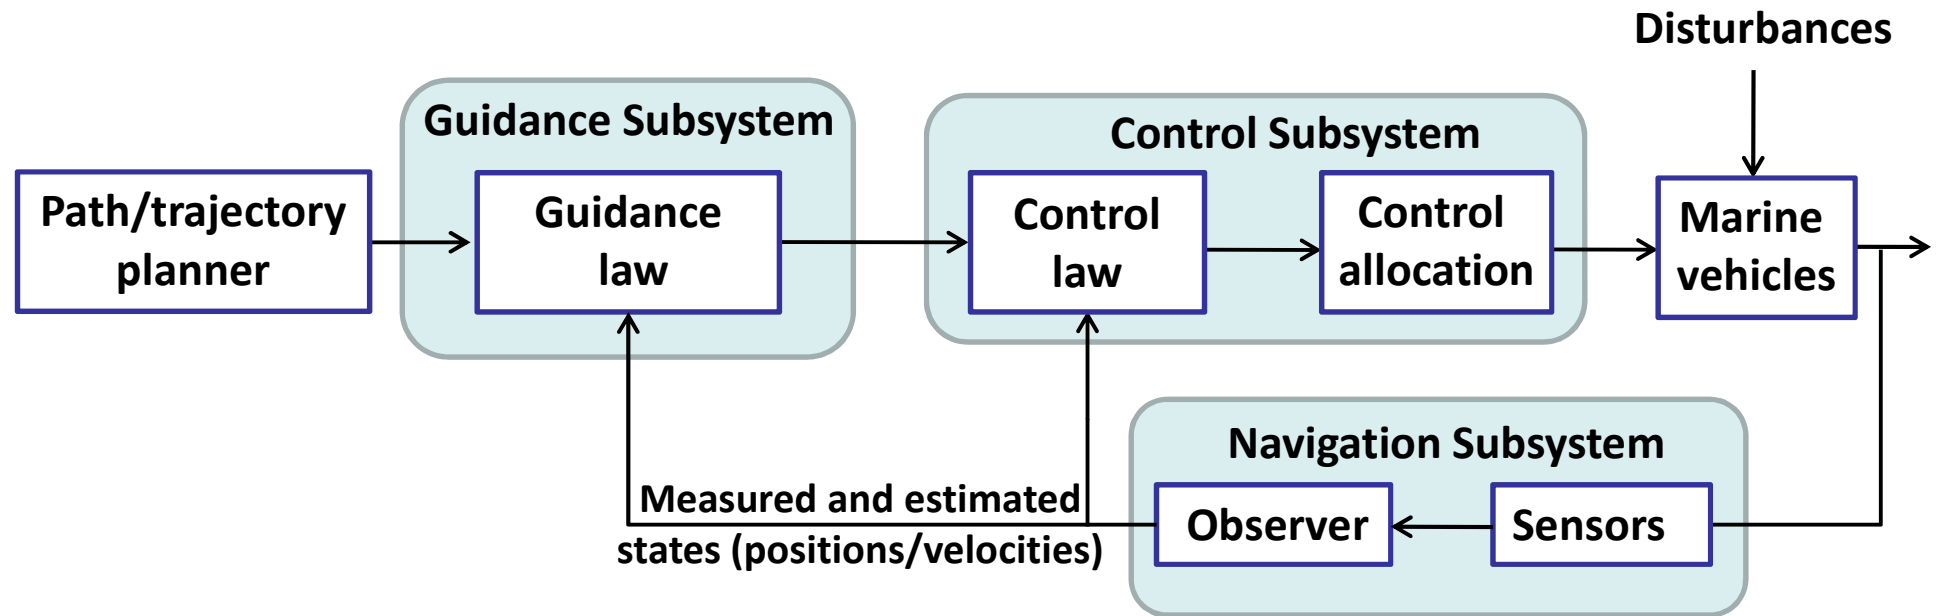 Disturbances
Guidance Subsystem
Control Subsystem
Path/trajectory
planner
Guidance
law
Control
law
Control
allocation
Marine
vehicles
Navigation Subsystem
Measured and estimated
states (positions/velocities)
Observer
Sensors